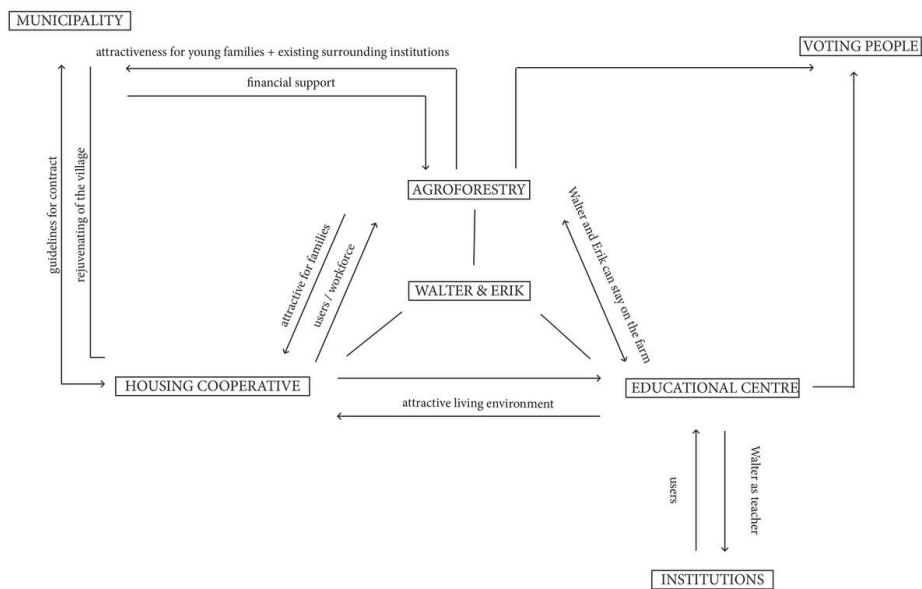 MUNICIPALITY
VOTING PEOPLE
attractiveness for young families + existing surrounding institutions
financial support
guidelines for contract
rejuvenating of the village
AGROFORESTRY
attractive for families
users / workforce
WALTER & ERIK
Walter and Erik can stay on the farm
HOUSING COOPERATIVE
attractive living environment
EDUCATIONAL CENTRE
users
Walter as teacher
INSTITUTIONS